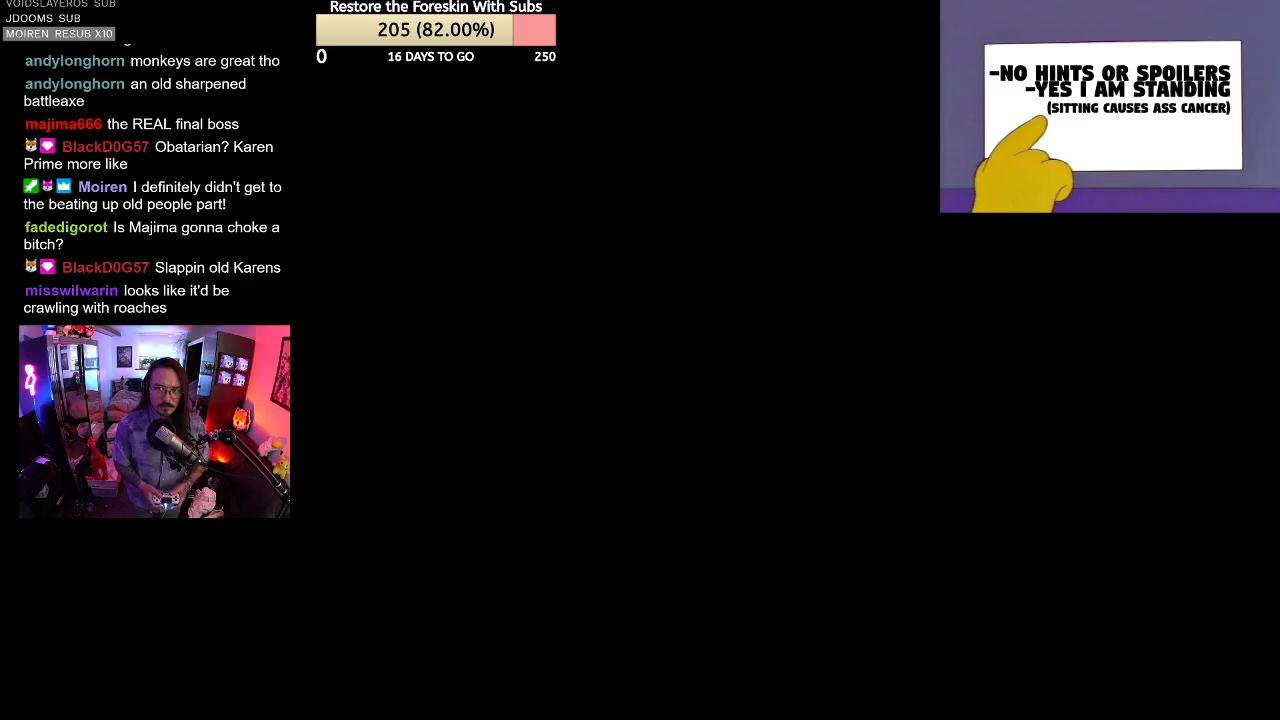 VOIDSLAYEROS SUB
JDOOMS SUB
MOIREN RESUB X10
andylonghorn monkeys are great tho
andylonghorn an old sharpened
battleaxe
majima666 the REAL final boss
BlackD0G57 Obatarian? Karen
Prime more like
Moiren I definitely didn't get to
the beating up old people part!
fadedigorot Is Majima gonna choke a
bitch?
BlackD0G57 Slappin old Karens
misswilwarin looks like it'd be
crawling with roaches
Restore the Foreskin With Subs
205 (82.00%)
0 16 DAYS TO GO 250
-NO HINTS OR SPOILERS
-YES I AM STANDING
(SITTING CAUSES ASS CANCER)